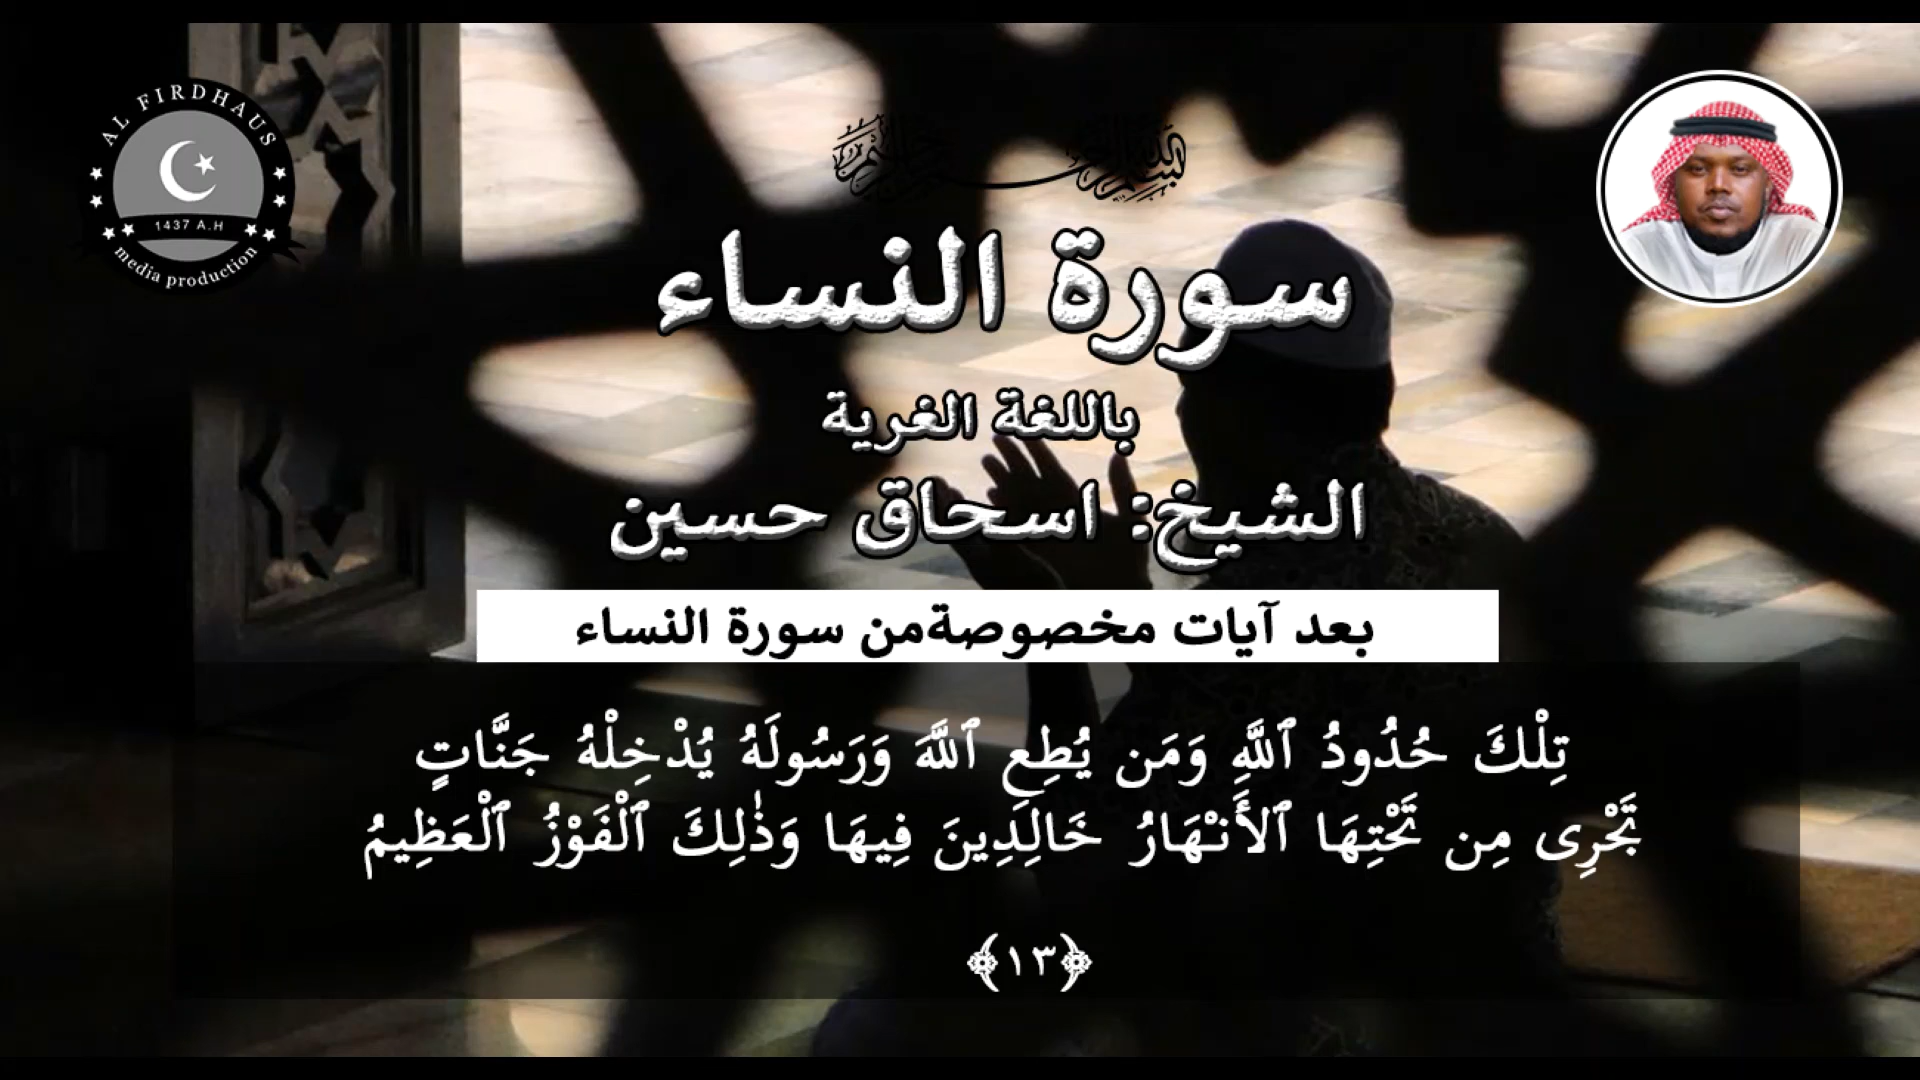 AL FIRDHAUS
1437 A.H
media production
سورة النساء
باللغة الغرية
الشيخ: اسحاق حسين
بعد آيات مخصوصةمن سورة النساء
تِلْكَ حُدُودُ ٱللَّهِ وَمَن يُطِعِ ٱللَّهَ وَرَسُولَهُ يُدْخِلْهُ جَنَّاتٍ
تَجْرِى مِن تَحْتِهَا ٱلأَنْهَارُ خَالِدِينَ فِيهَا وَذٰلِكَ ٱلْفَوْزُ ٱلْعَظِيمُ
﴿١٣﴾